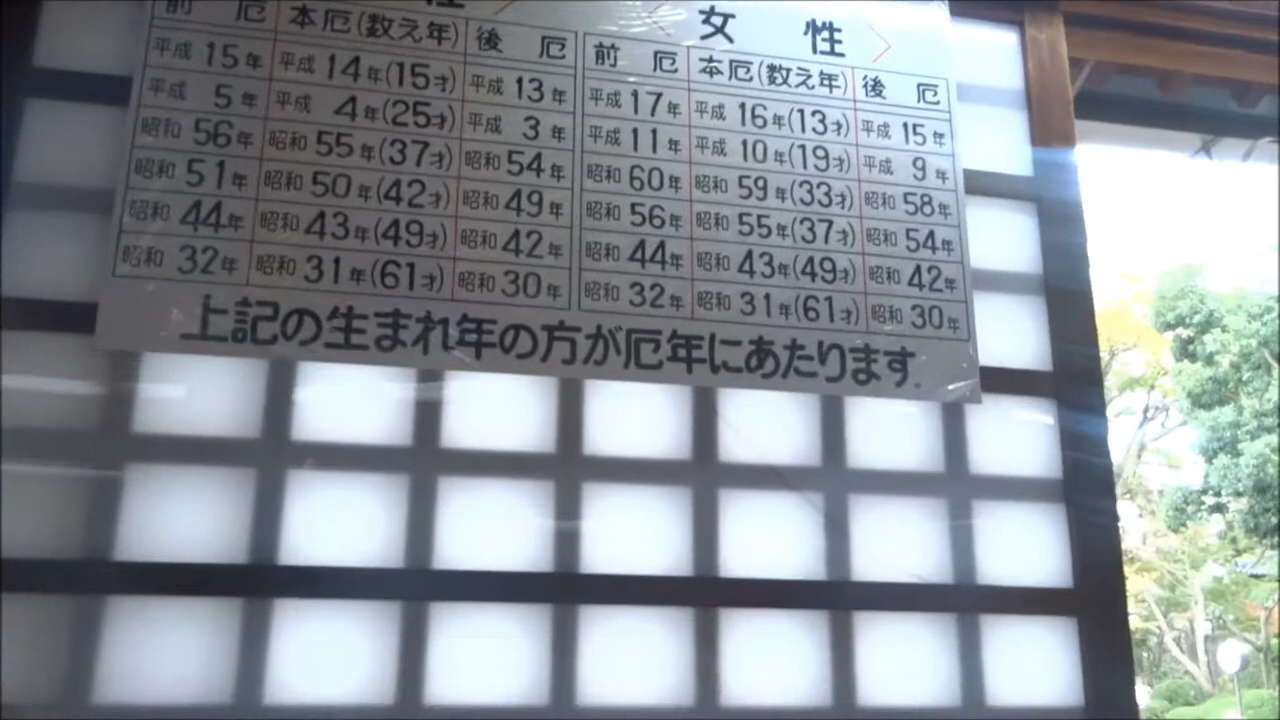 性 女性
前厄 本厄(数え年) 後厄 前厄 本厄(数え年) 後厄
平成15年 平成14年(15才) 平成13年 平成17年 平成16年(13才) 平成15年
平成5年 平成4年(25才) 平成3年 平成11年 平成10年(19才) 平成9年
昭和56年 昭和55年(37才) 昭和54年 昭和60年 昭和59年(33才) 昭和58年
昭和51年 昭和50年(42才) 昭和49年 昭和56年 昭和55年(37才) 昭和54年
昭和44年 昭和43年(49才) 昭和42年 昭和44年 昭和43年(49才) 昭和42年
昭和32年 昭和31年(61才) 昭和30年 昭和32年 昭和31年(61才) 昭和30年
上記の生まれ年の方が厄年にあたります.